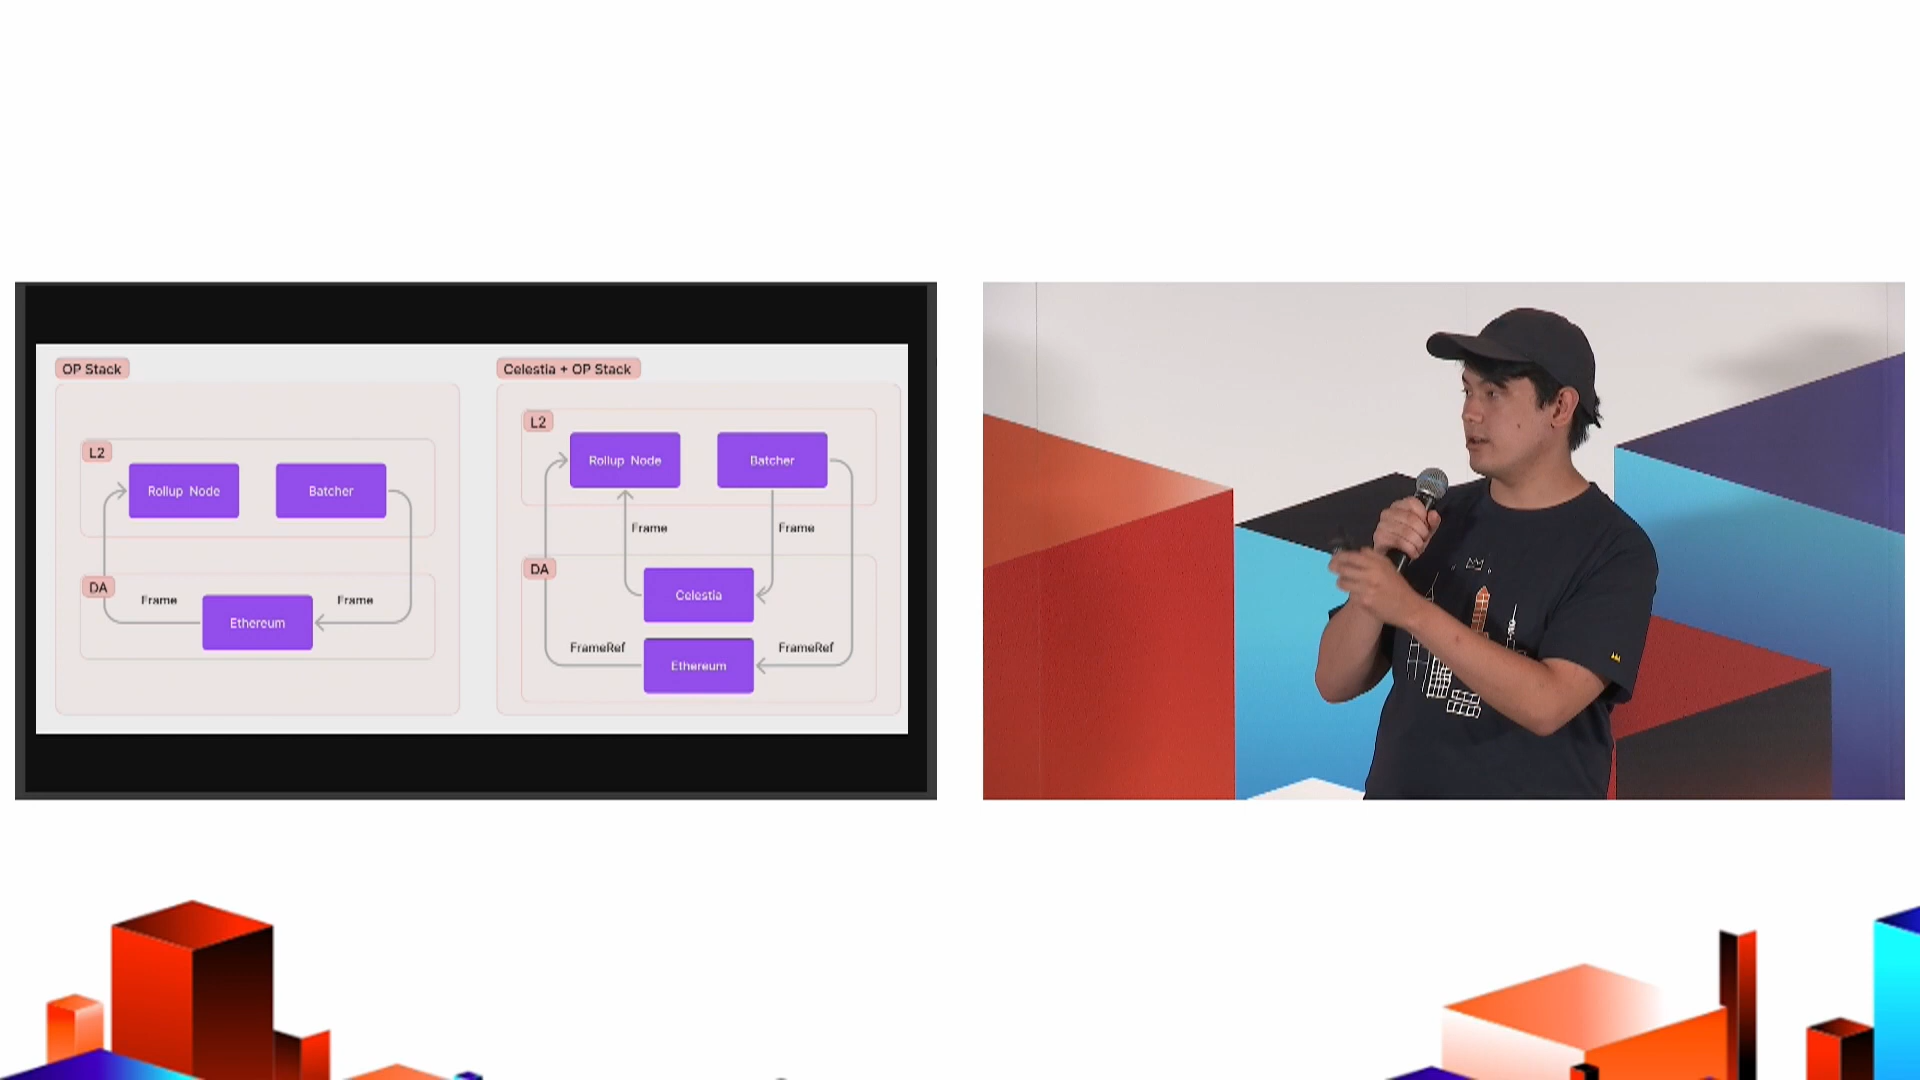 OP Stack
L2
Rollup Node
Batcher
DA
Frame
Frame
Ethereum
Celestia + OP Stack
L2
Rollup Node
Batcher
Frame
Frame
DA
Celestia
FrameRef
FrameRef
Ethereum